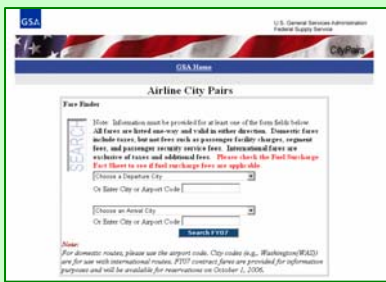 GSA
U.S. General Services Administration
Federal Supply Service
CityPairs
GSA Home
Airline City Pairs
Fare Finder
SEARCH
Note: Information must be provided for at least one of the form fields below.
All fares are listed one-way and valid in either direction. Domestic fares
include taxes, but not fees such as passenger facility charges, segment
fees, and passenger security service fees. International fares are
exclusive of taxes and additional fees. Please check the Fuel Surcharge
Fact Sheet to see if fuel surcharge fees are applicable.
Choose a Departure City
Or Enter City or Airport Code
Choose an Arrival City
Or Enter City or Airport Code
Search FY07
Note:
For domestic routes, please use the airport code. City codes (e.g., Washington(WAS))
are for use with international routes. FY07 contract fares are provided for information
purposes and will be available for reservations on October 1, 2006.